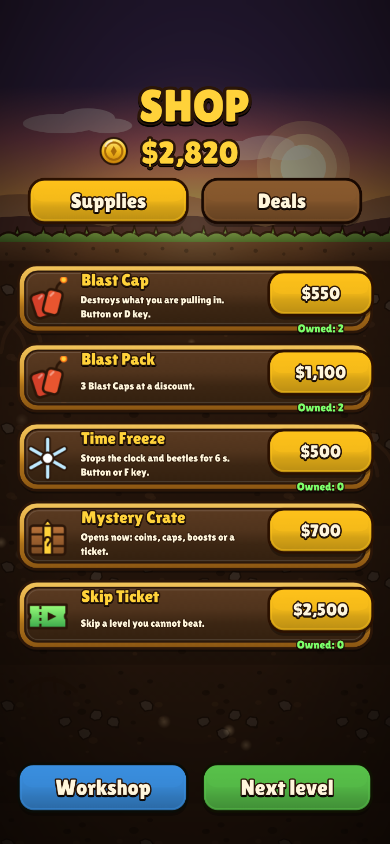 SHOP
$2,820
Supplies
Deals
Blast Cap
Destroys what you are pulling in.
Button or D key.
$550
Owned: 2
Blast Pack
3 Blast Caps at a discount.
$1,100
Owned: 2
Time Freeze
Stops the clock and beetles for 6 s.
Button or F key.
$500
Owned: 0
Mystery Crate
Opens now: coins, caps, boosts or a
ticket.
$700
Skip Ticket
Skip a level you cannot beat.
$2,500
Owned: 0
Workshop
Next level